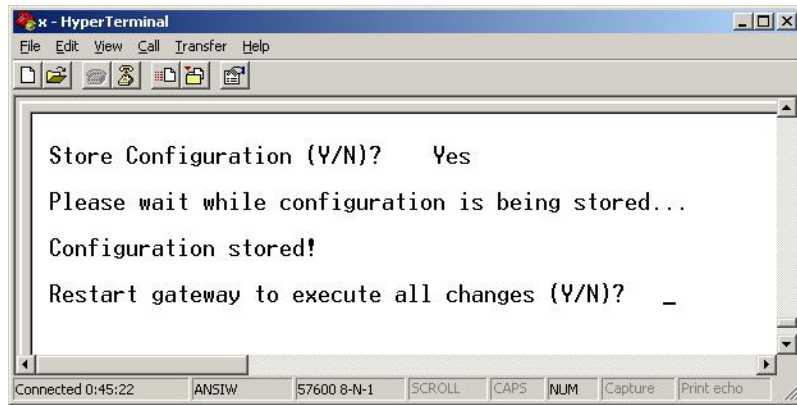 x - HyperTerminal
File Edit View Call Transfer Help
Store Configuration (Y/N)? Yes
Please wait while configuration is being stored...
Configuration stored!
Restart gateway to execute all changes (Y/N)? _
Connected 0:45:22 ANSIW 57600 8-N-1 SCROLL CAPS NUM Capture Print echo